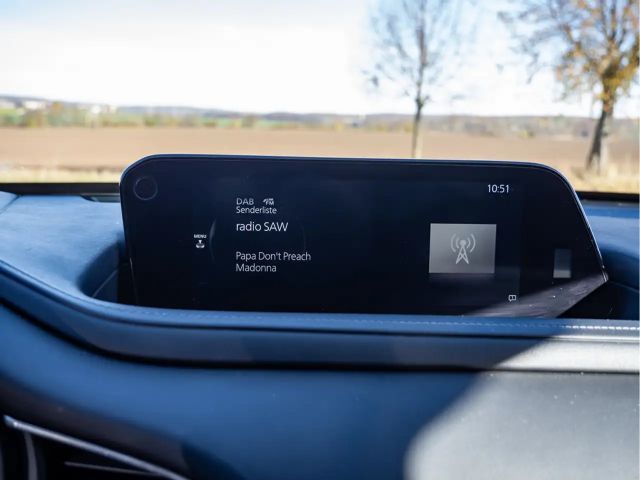 10:51
DAB
Senderliste
radio SAW
MENU
Papa Don't Preach
Madonna